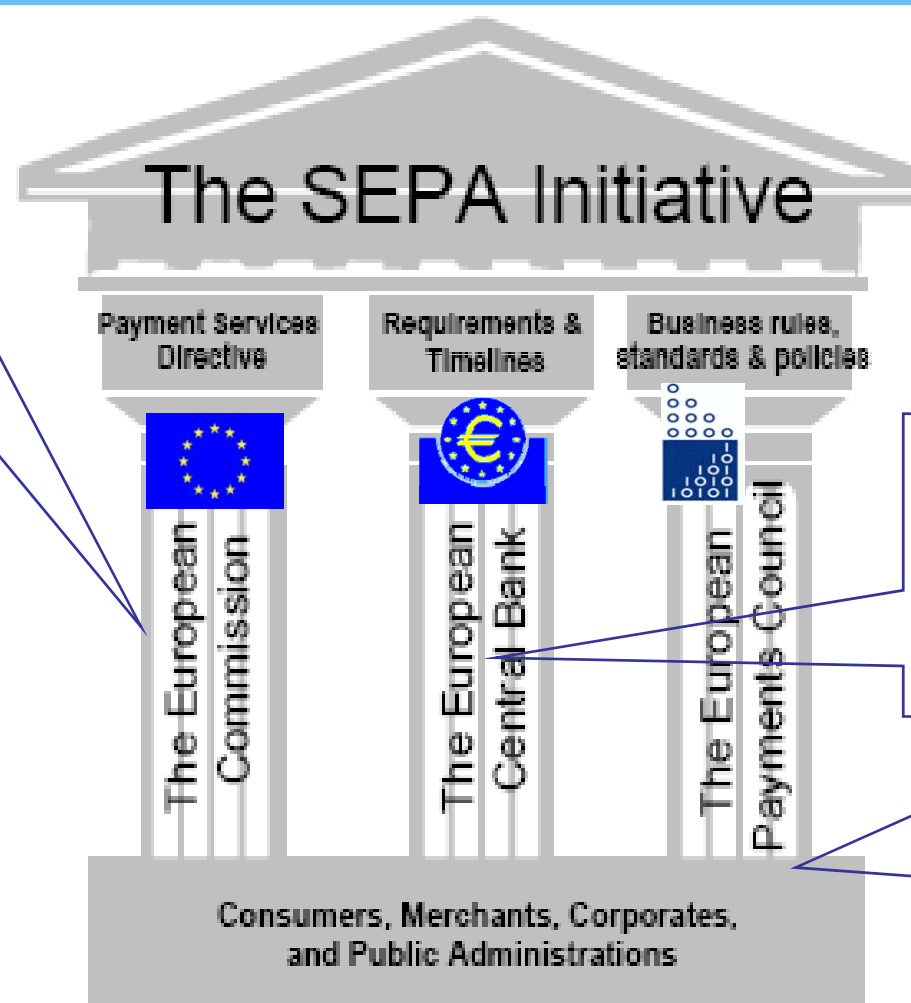 The SEPA Initiative
Payment Services
Directive
Requirements &
Timelines
Business rules,
standards & policies
The European
Commission
€
The European
Central Bank
The European
Payments Council
Consumers, Merchants, Corporates,
and Public Administrations